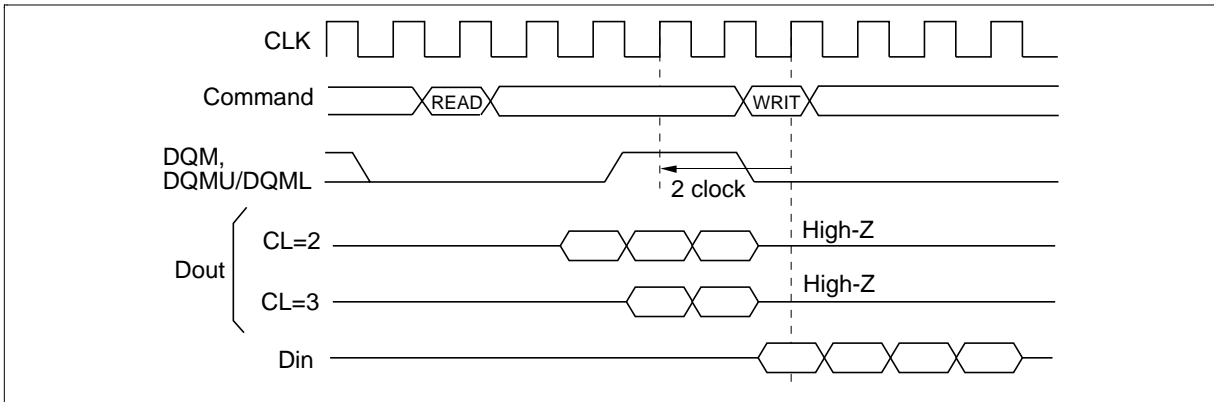 CLK
Command
READ
WRIT
DQM,
DQMU/DQML
2 clock
CL=2
High-Z
Dout
CL=3
High-Z
Din